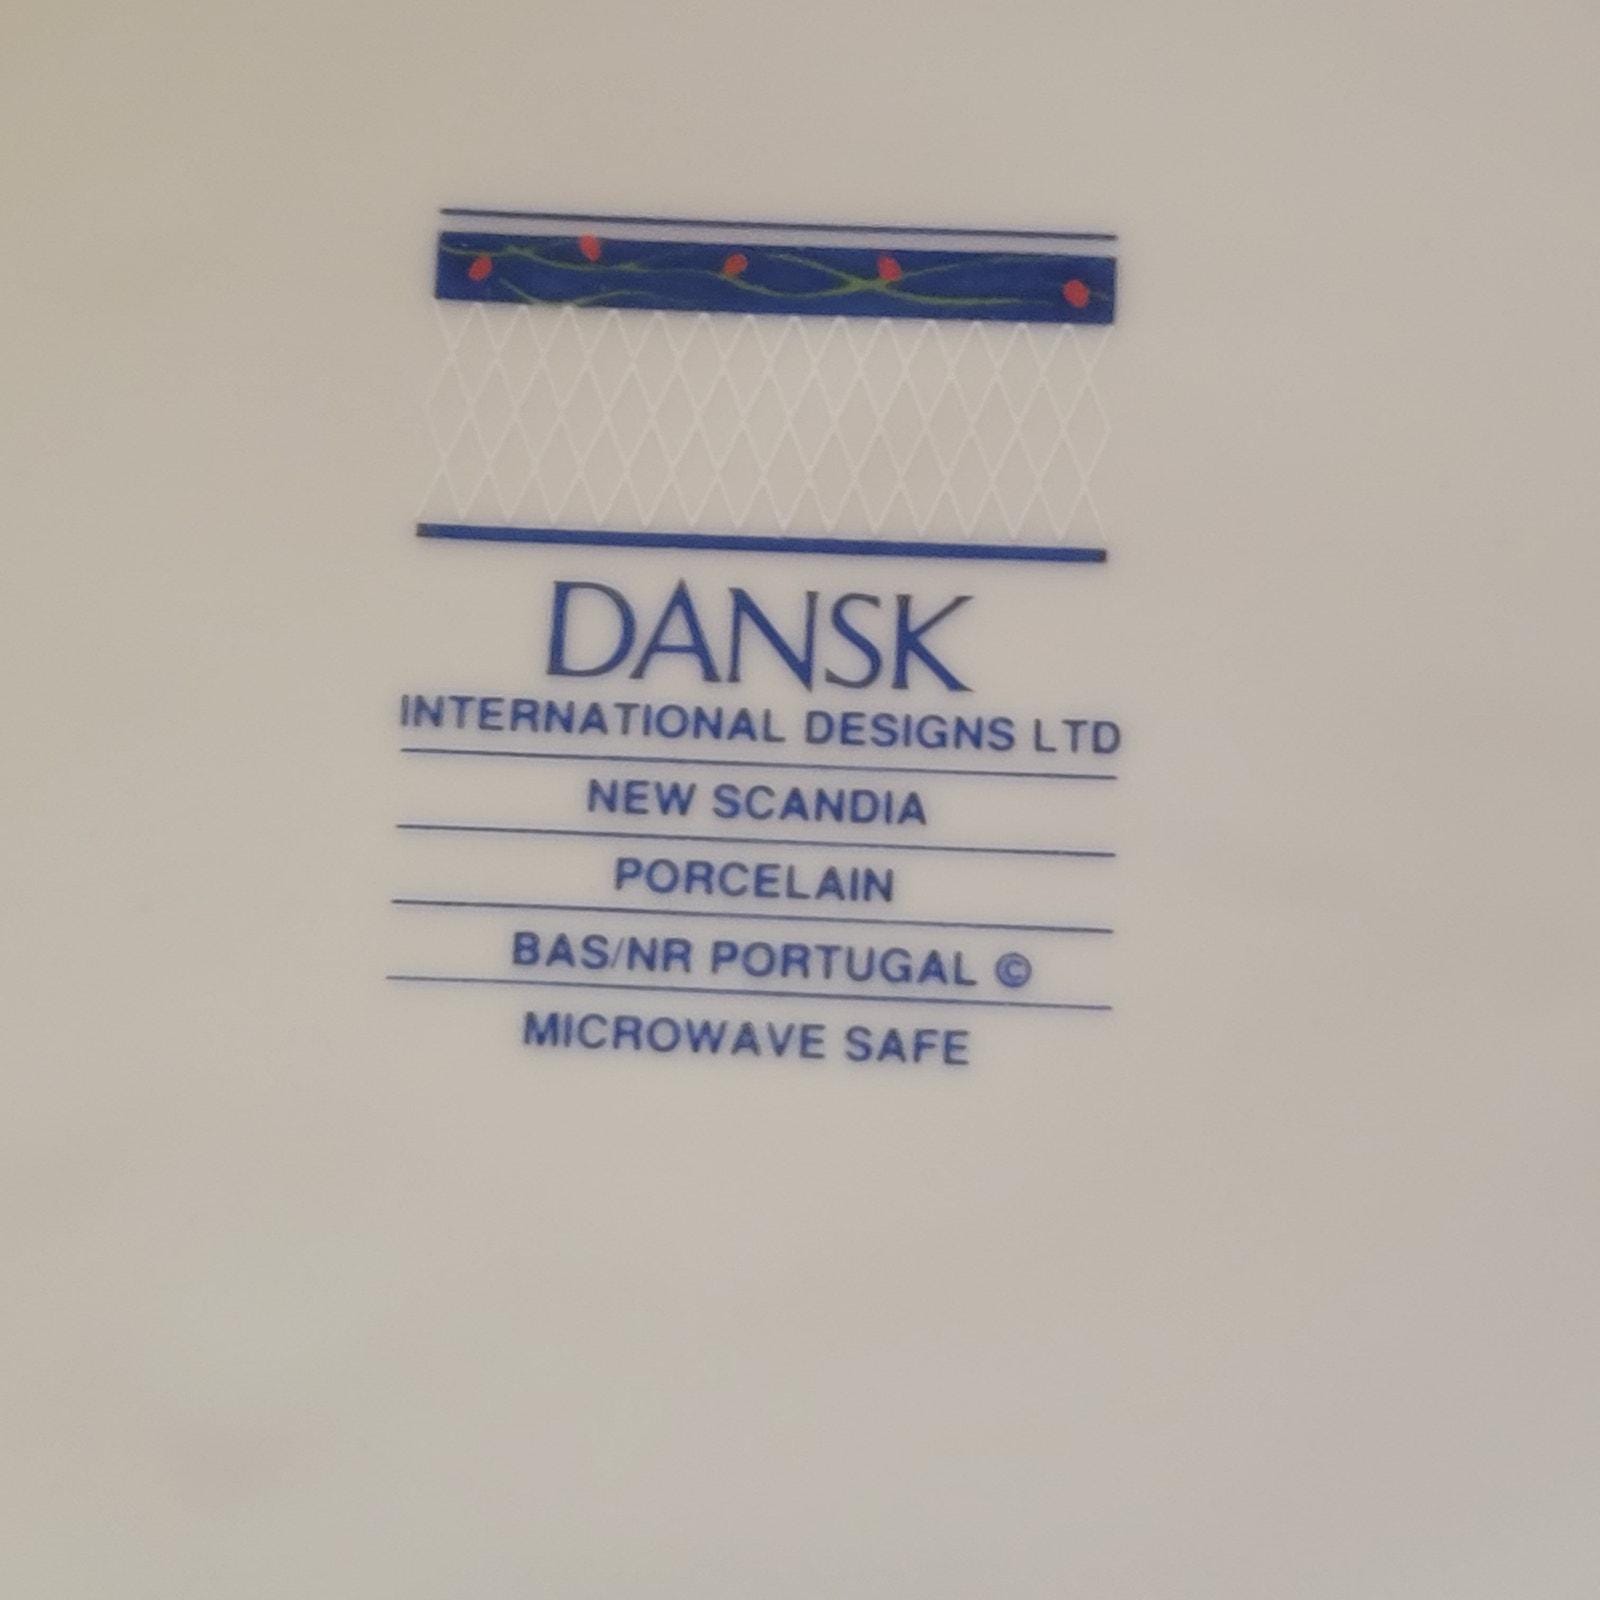 DANSK
INTERNATIONAL DESIGNS LTD
NEW SCANDIA
PORCELAIN
BAS/NR PORTUGAL ©
MICROWAVE SAFE